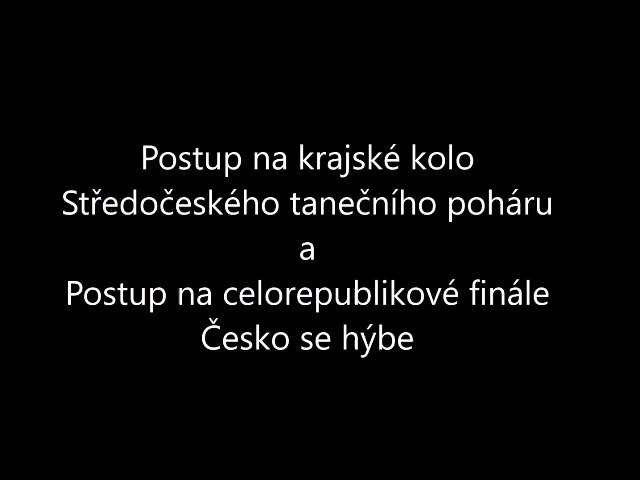 Postup na krajské kolo
Středočeského tanečního poháru
a
Postup na celorepublikové finále
Česko se hýbe